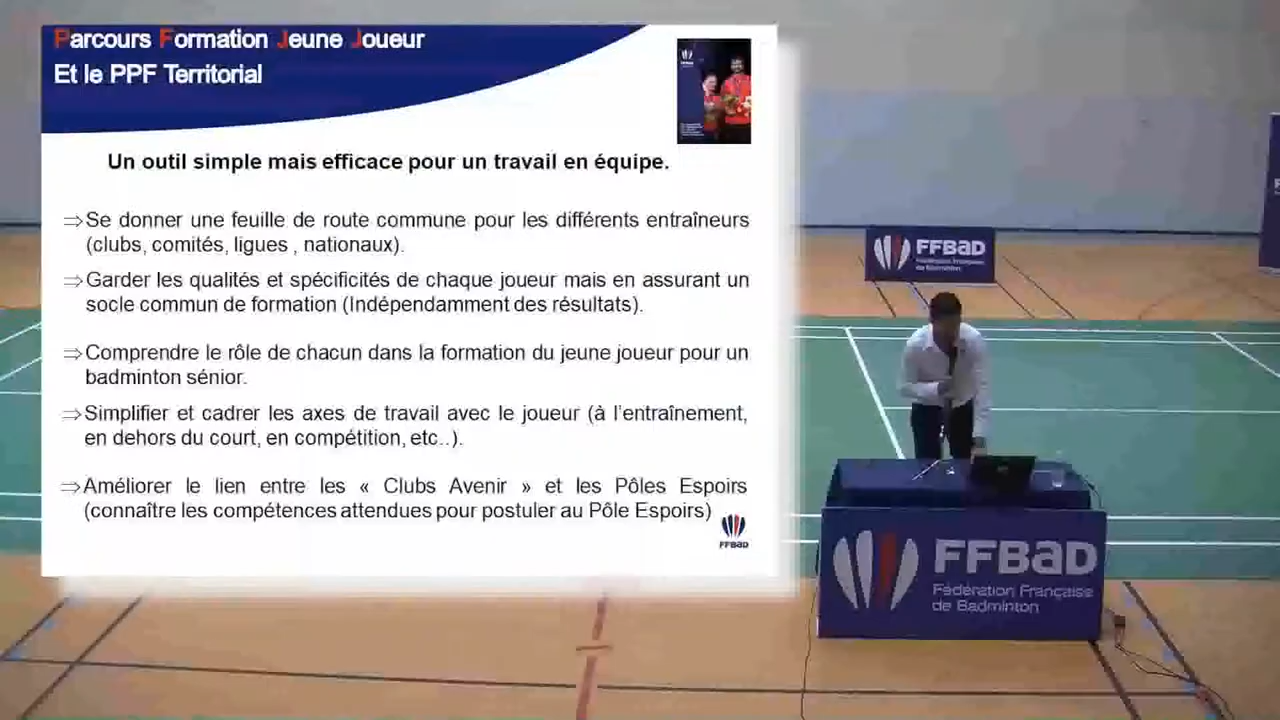 Parcours Formation Jeune Joueur
Et le PPF Territorial
Un outil simple mais efficace pour un travail en équipe.
⇒Se donner une feuille de route commune pour les différents entraîneurs
(clubs, comités, ligues , nationaux).
⇒Garder les qualités et spécificités de chaque joueur mais en assurant un
socle commun de formation (Indépendamment des résultats).
⇒Comprendre le rôle de chacun dans la formation du jeune joueur pour un
badminton sénior.
⇒Simplifier et cadrer les axes de travail avec le joueur (à l'entraînement,
en dehors du court, en compétition, etc..).
⇒Améliorer le lien entre les « Clubs Avenir » et les Pôles Espoirs
(connaître les compétences attendues pour postuler au Pôle Espoirs)
FFBaD
FFBaD
Fédération Française
de Badminton
FFBaD
Fédération Française
de Badminton